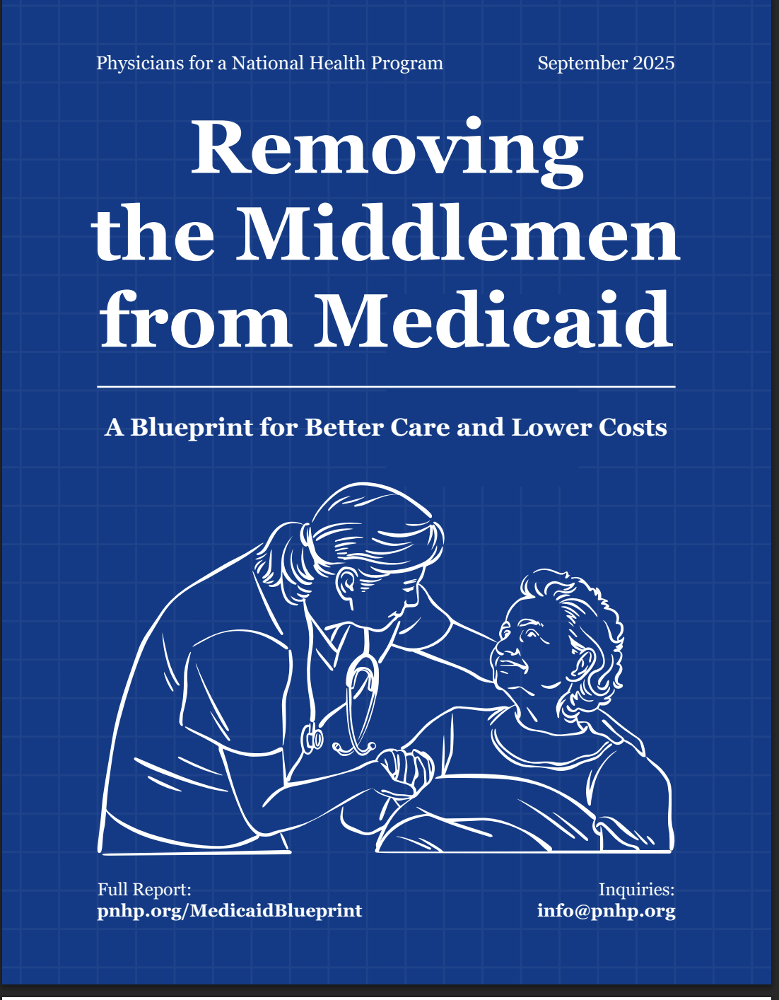 Physicians for a National Health Program
September 2025
Removing
the Middlemen
from Medicaid
A Blueprint for Better Care and Lower Costs
Full Report:
pnhp.org/MedicaidBlueprint
Inquiries:
info@pnhp.org